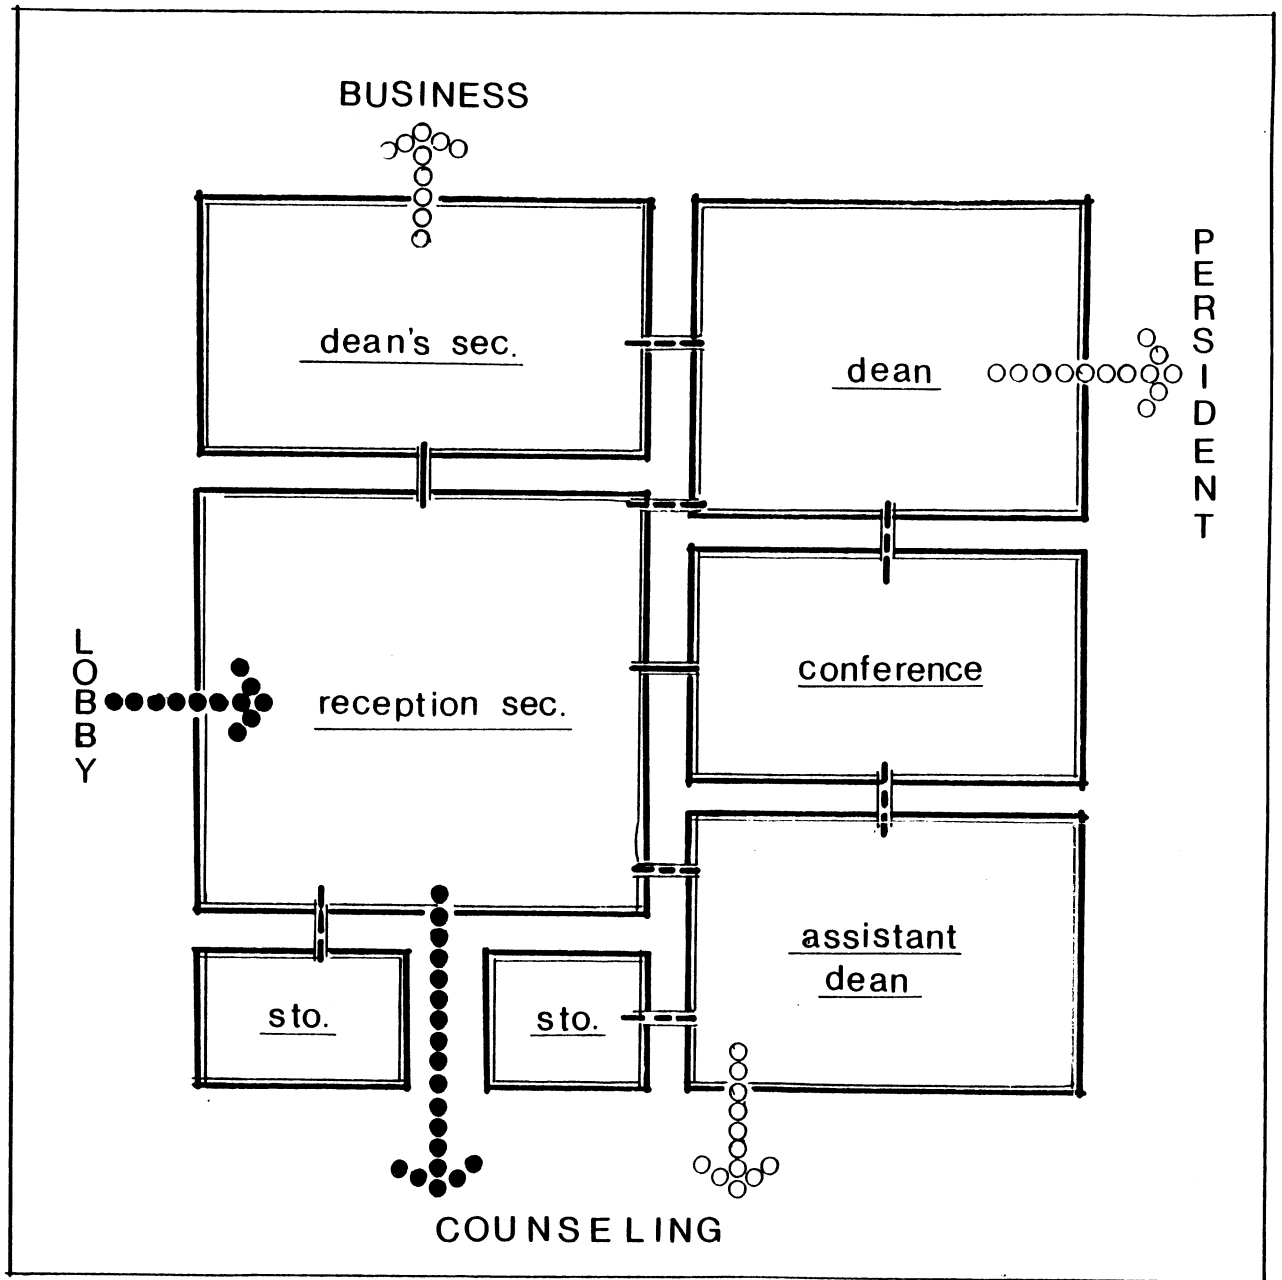 BUSINESS
PERSIDENT
dean's sec.
dean
LOBBY
reception sec.
conference
assistant
dean
sto.
sto.
COUNSELING